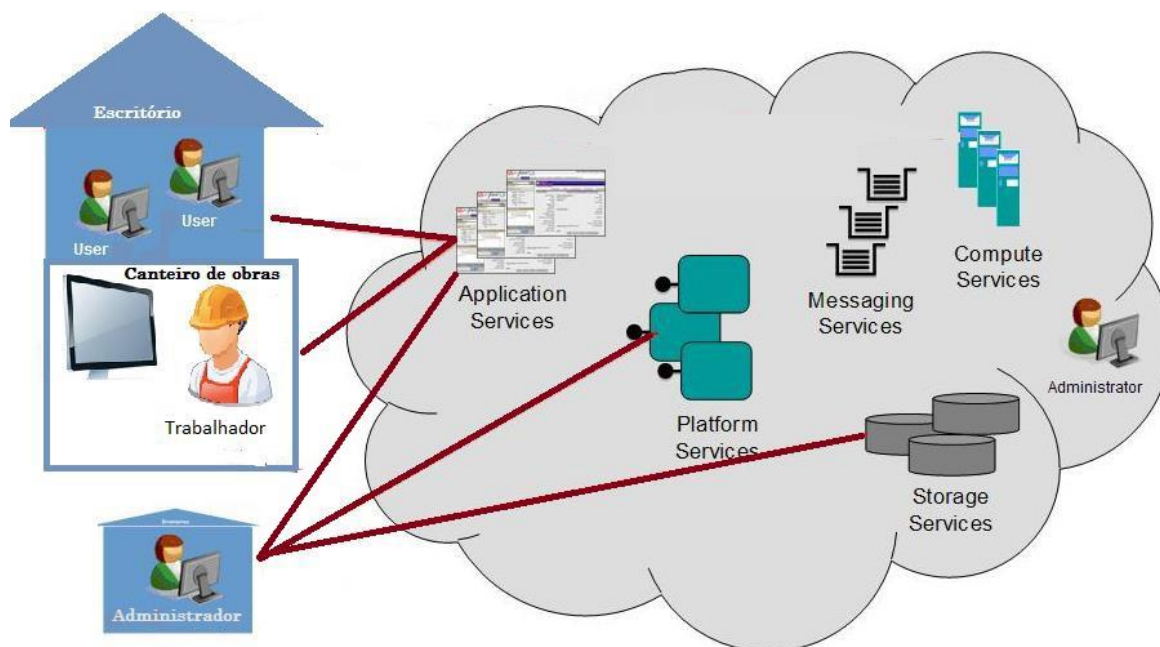 Escritório
User
User
Canteiro de obras
Trabalhador
Administrador
Application
Services
Platform
Services
Messaging
Services
Compute
Services
Administrator
Storage
Services